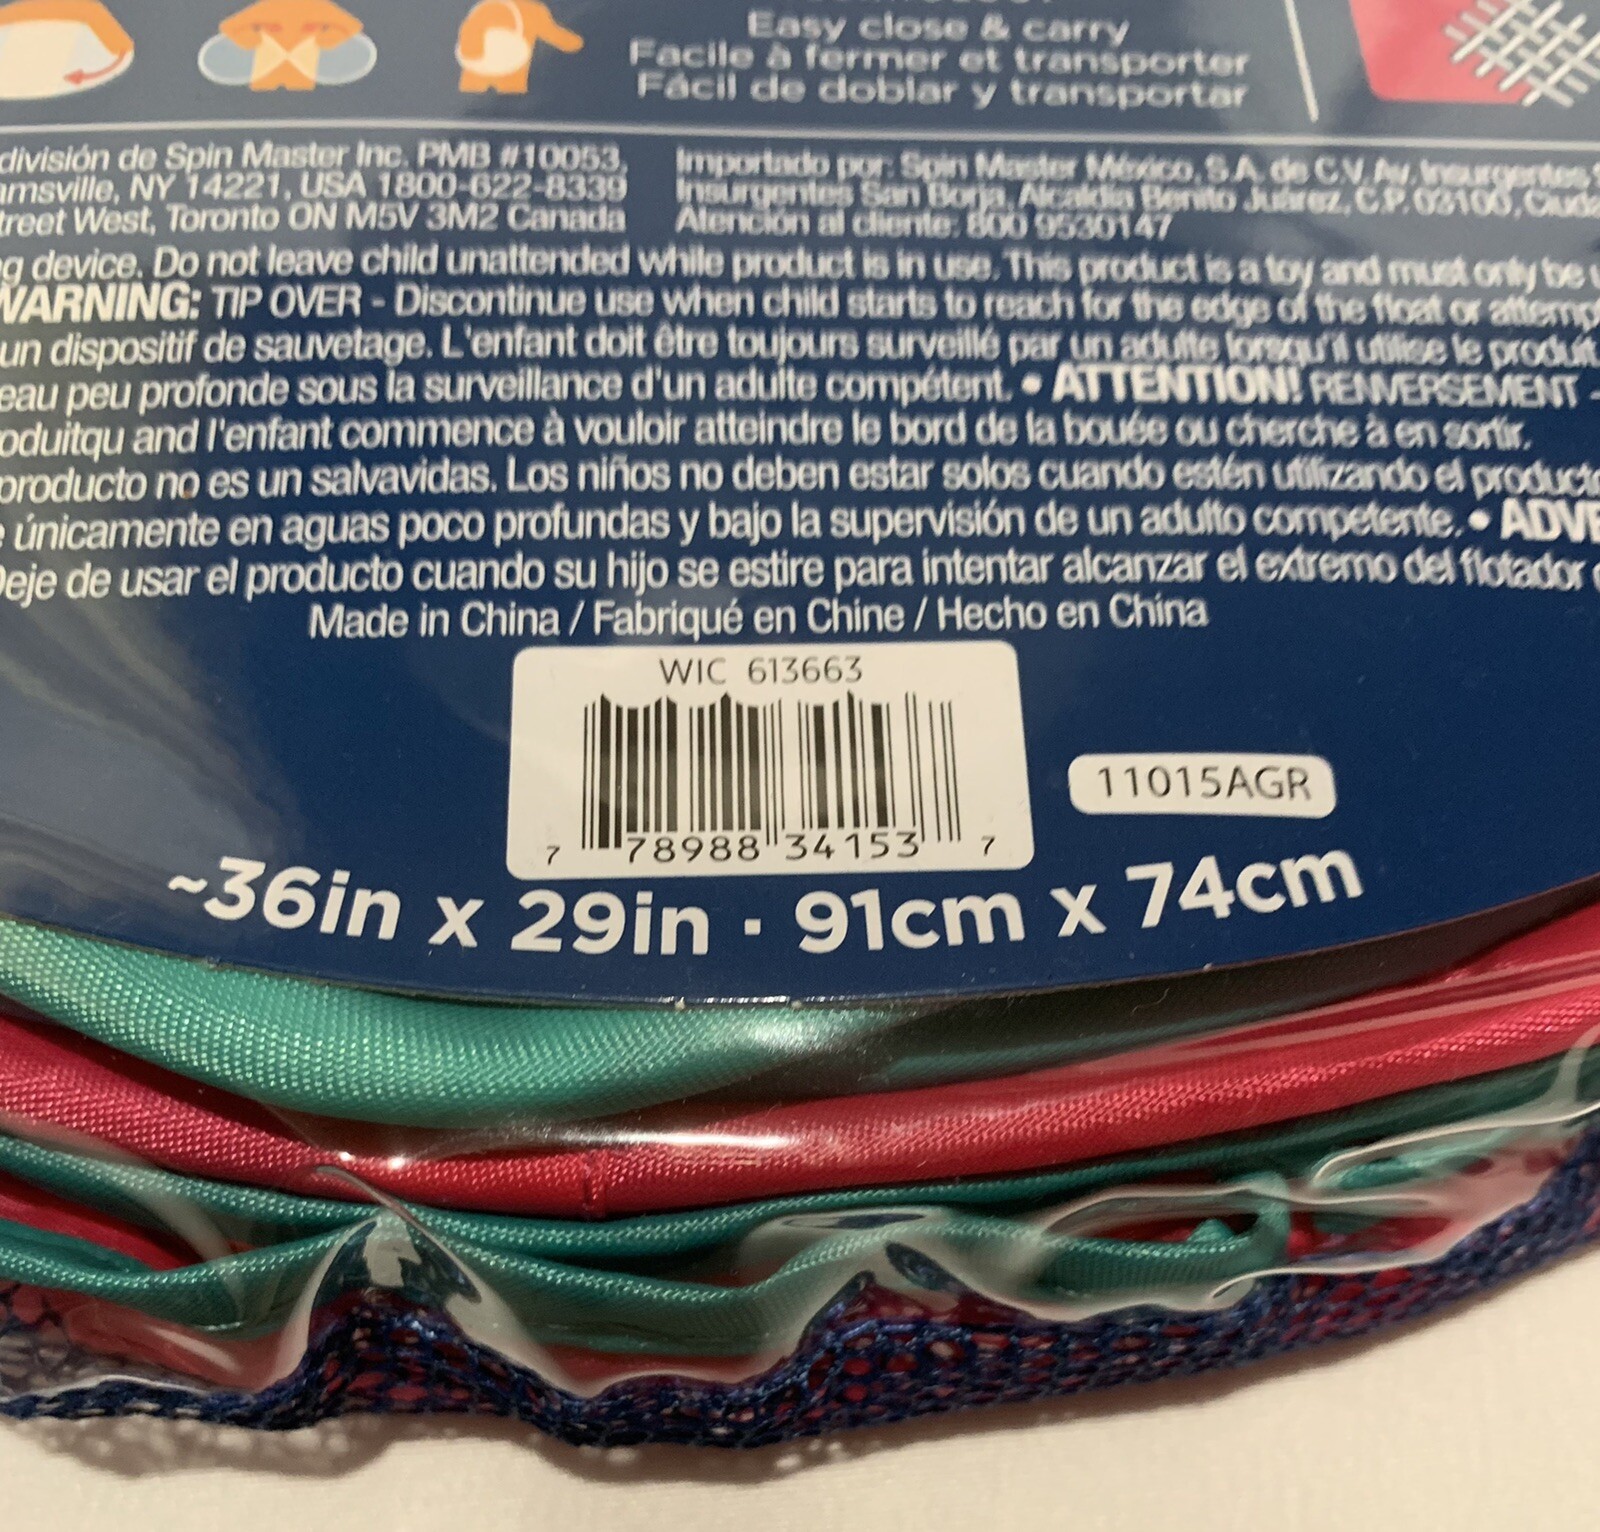 Easy close & carry
Facile à fermer et transporter
Fácil de doblar y transportar
división de Spin Master Inc. PMB #10053,
msville, NY 14221, USA 1800-622-8339
treet West, Toronto ON M5V 3M2 Canada
Importado por: Spin Master México, S.A. de C.V. Av. Insurgentes
Insurgentes San Borja, Alcaldía Benito Juárez, C.P. 03100, Ciuda
Atención al cliente: 800 9530147
g device. Do not leave child unattended while product is in use. This product is a toy and must only be
WARNING: TIP OVER - Discontinue use when child starts to reach for the edge of the float or attemp
un dispositif de sauvetage. L'enfant doit être toujours surveillé par un adulte lorsqu'il utilise le produit.
eau peu profonde sous la surveillance d'un adulte compétent. • ATTENTION! RENVERSEMENT -
oduitqu and l'enfant commence à vouloir atteindre le bord de la bouée ou cherche à en sortir.
producto no es un salvavidas. Los niños no deben estar solos cuando estén utilizando el producto
e únicamente en aguas poco profundas y bajo la supervisión de un adulto competente. • ADVE
Deje de usar el producto cuando su hijo se estire para intentar alcanzar el extremo del flotador
Made in China / Fabriqué en Chine / Hecho en China
WIC 613663
7 78988 34153 7
11015AGR
~36in x 29in · 91cm x 74cm